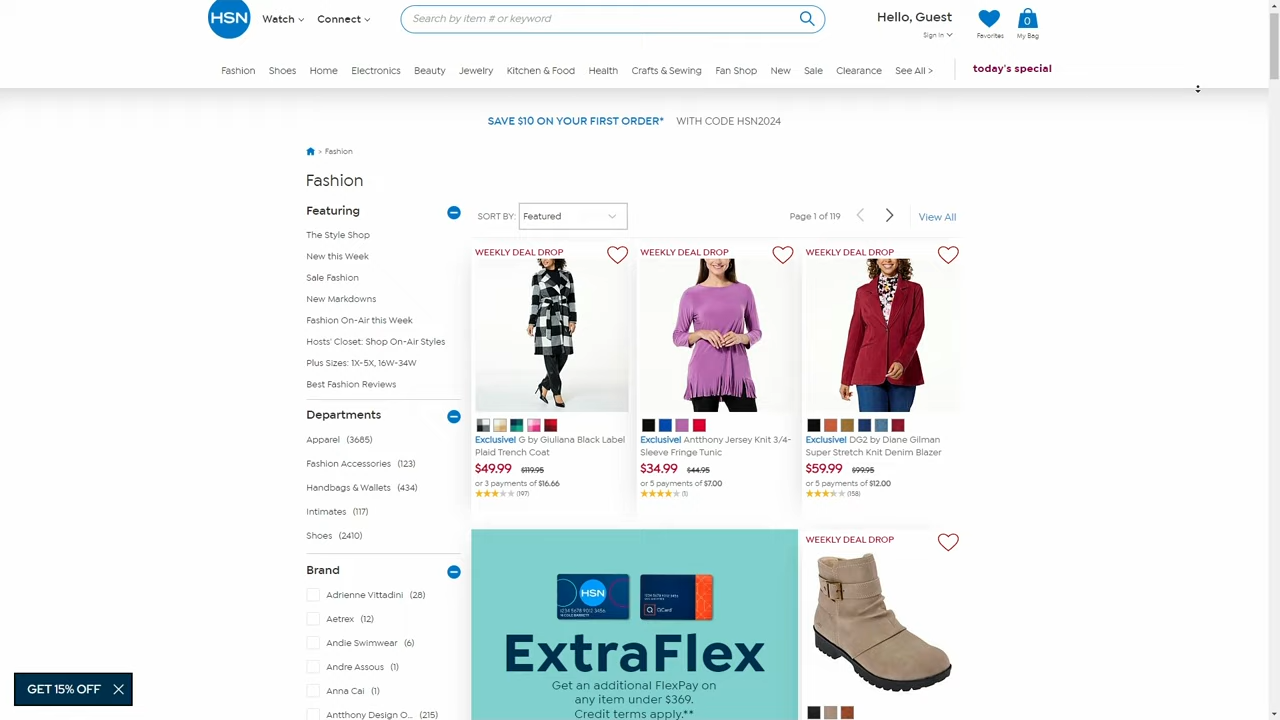 HSN
Watch
Connect
Search by item # or keyword
Hello, Guest
Sign In
Favorites
0
My Bag
Fashion
Shoes
Home
Electronics
Beauty
Jewelry
Kitchen & Food
Health
Crafts & Sewing
Fan Shop
New
Sale
Clearance
See All >
today's special
SAVE $10 ON YOUR FIRST ORDER* WITH CODE HSN2024
> Fashion
Fashion
Featuring
The Style Shop
New this Week
Sale Fashion
New Markdowns
Fashion On-Air this Week
Hosts' Closet: Shop On-Air Styles
Plus Sizes: 1X-5X, 16W-34W
Best Fashion Reviews
Departments
Apparel (3685)
Fashion Accessories (123)
Handbags & Wallets (434)
Intimates (117)
Shoes (2410)
Brand
Adrienne Vittadini (28)
Aetrex (12)
Andie Swimwear (6)
Andre Assous (1)
Anna Cai (1)
Antthony Design O... (215)
SORT BY: Featured
Page 1 of 119
View All
WEEKLY DEAL DROP
Exclusive! G by Giuliana Black Label
Plaid Trench Coat
$49.99 $119.95
or 3 payments of $16.66
(197)
WEEKLY DEAL DROP
Exclusive! Antthony Jersey Knit 3/4-
Sleeve Fringe Tunic
$34.99 $44.95
or 5 payments of $7.00
(1)
WEEKLY DEAL DROP
Exclusive! DG2 by Diane Gilman
Super Stretch Knit Denim Blazer
$59.99 $99.95
or 5 payments of $12.00
(158)
HSN
QCard
ExtraFlex
Get an additional FlexPay on
any item under $369.
Credit terms apply.**
WEEKLY DEAL DROP
GET 15% OFF